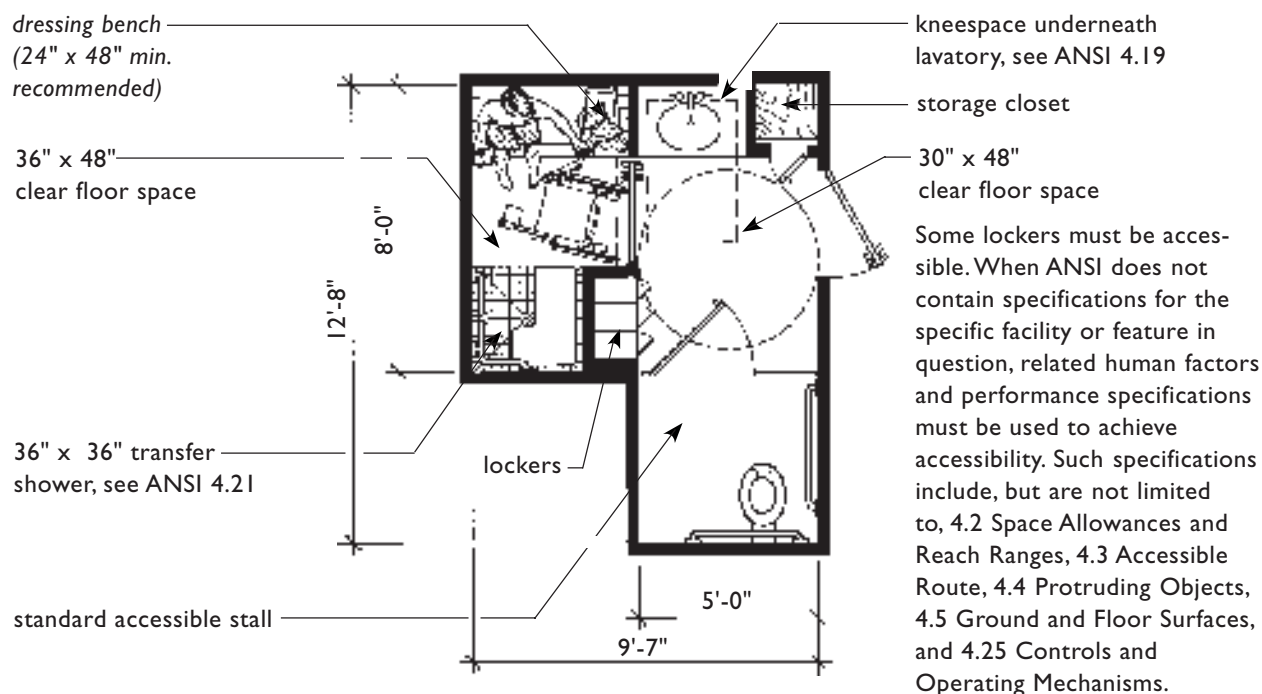 dressing bench
(24" x 48" min.
recommended)
kneespace underneath
lavatory, see ANSI 4.19
storage closet
36" x 48"
clear floor space
30" x 48"
clear floor space
8'-0"
12'-8"
Some lockers must be acces-
sible. When ANSI does not
contain specifications for the
specific facility or feature in
question, related human factors
and performance specifications
must be used to achieve
accessibility. Such specifications
include, but are not limited
to, 4.2 Space Allowances and
Reach Ranges, 4.3 Accessible
Route, 4.4 Protruding Objects,
4.5 Ground and Floor Surfaces,
and 4.25 Controls and
Operating Mechanisms.
36" x 36" transfer
shower, see ANSI 4.21
lockers
standard accessible stall
5'-0"
9'-7"